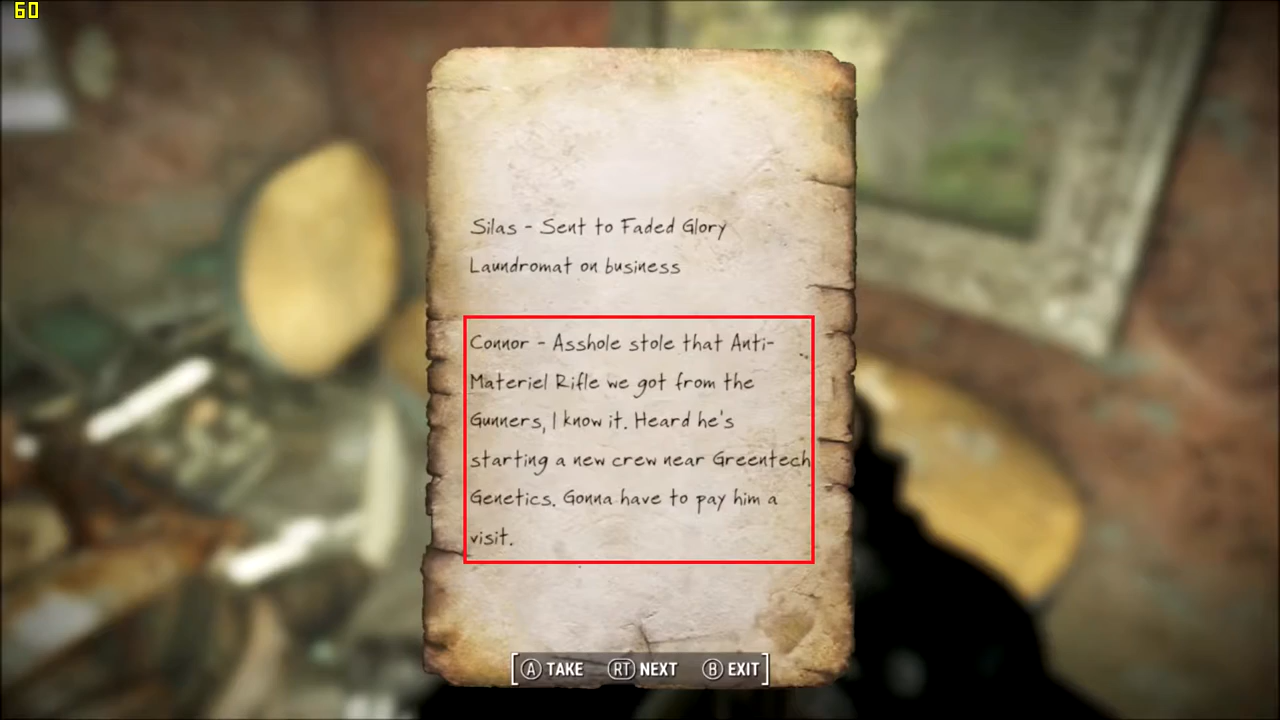 60
Silas - Sent to Faded Glory
Laundromat on business
Connor - Asshole stole that Anti-
Materiel Rifle we got from the
Gunners, I know it. Heard he's
starting a new crew near Greentech
Genetics. Gonna have to pay him a
visit.
A TAKE RT NEXT B EXIT